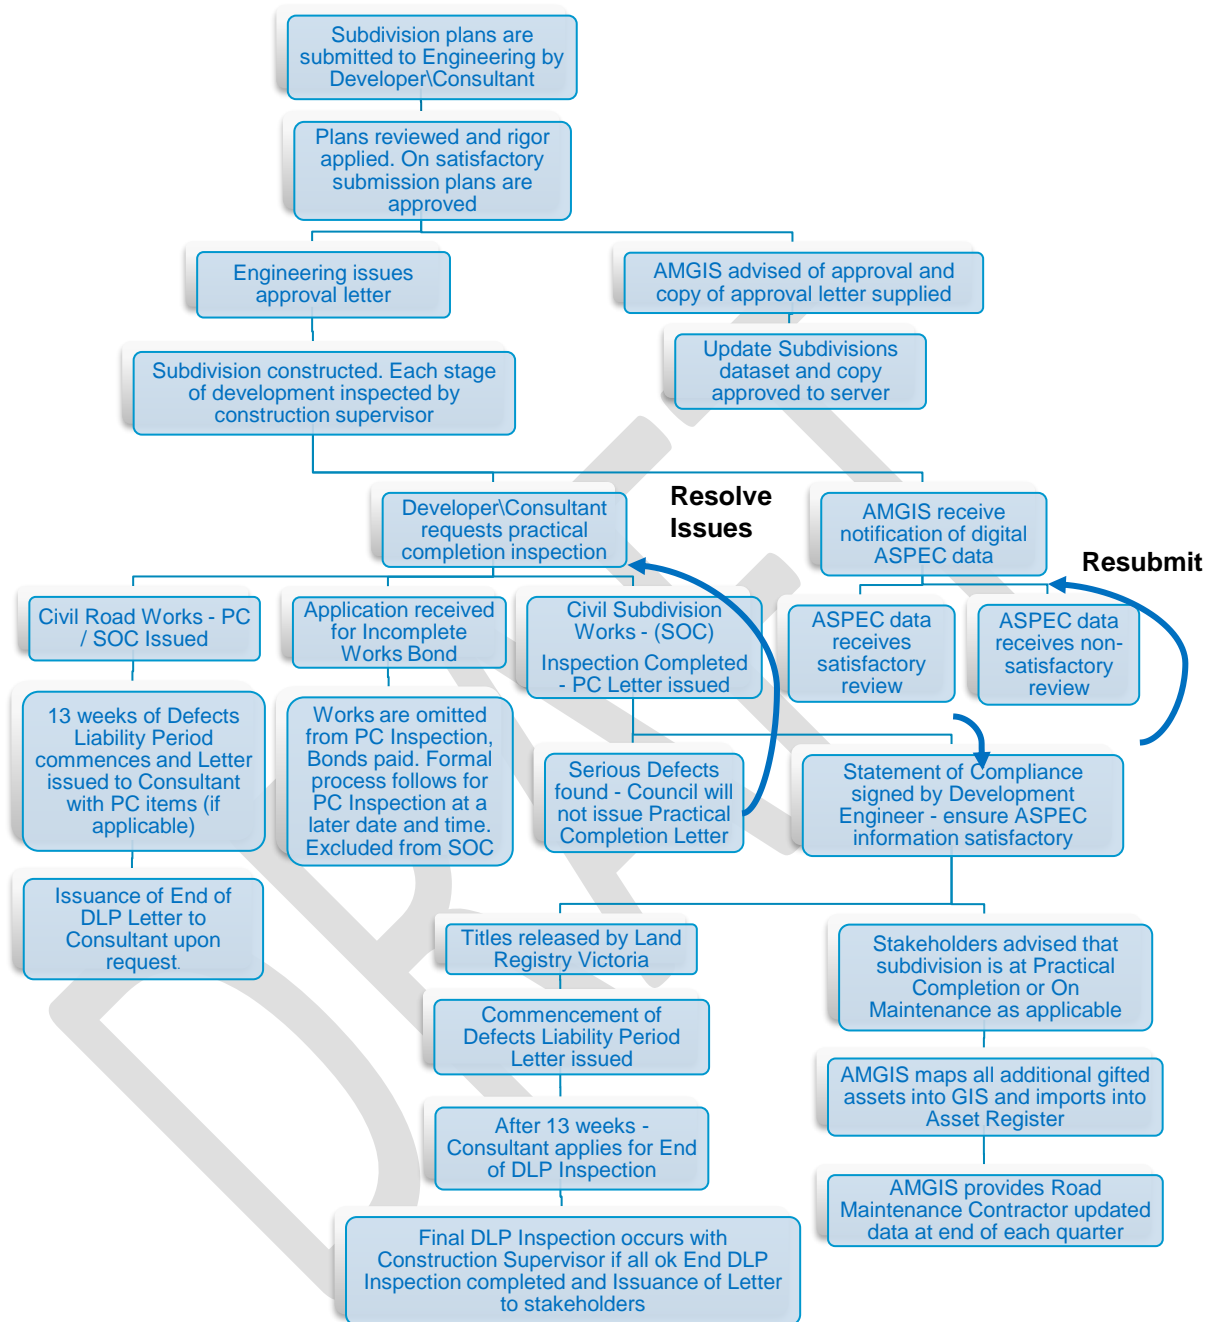 Subdivision plans are
submitted to Engineering by
Developer\Consultant
Plans reviewed and rigor
applied. On satisfactory
submission plans are
approved
Engineering issues
approval letter
AMGIS advised of approval and
copy of approval letter supplied
Subdivision constructed. Each stage
of development inspected by
construction supervisor
Update Subdivisions
dataset and copy
approved to server
Developer\Consultant
requests practical
completion inspection
Resolve
Issues
AMGIS receive
notification of digital
ASPEC data
Resubmit
Civil Road Works - PC
/ SOC Issued
Application received
for Incomplete
Works Bond
Civil Subdivision
Works - (SOC)
Inspection Completed
- PC Letter issued
ASPEC data
receives
satisfactory
review
ASPEC data
receives non-
satisfactory
review
13 weeks of Defects
Liability Period
commences and Letter
issued to Consultant
with PC items (if
applicable)
Works are omitted
from PC Inspection,
Bonds paid. Formal
process follows for
PC Inspection at a
later date and time.
Excluded from SOC
Serious Defects
found - Council will
not issue Practical
Completion Letter
Statement of Compliance
signed by Development
Engineer - ensure ASPEC
information satisfactory
Issuance of End of
DLP Letter to
Consultant upon
request.
Titles released by Land
Registry Victoria
Stakeholders advised that
subdivision is at Practical
Completion or On
Maintenance as applicable
Commencement of
Defects Liability Period
Letter issued
AMGIS maps all additional gifted
assets into GIS and imports into
Asset Register
After 13 weeks -
Consultant applies for End
of DLP Inspection
AMGIS provides Road
Maintenance Contractor updated
data at end of each quarter
Final DLP Inspection occurs with
Construction Supervisor if all ok End DLP
Inspection completed and Issuance of Letter
to stakeholders
DRAFT